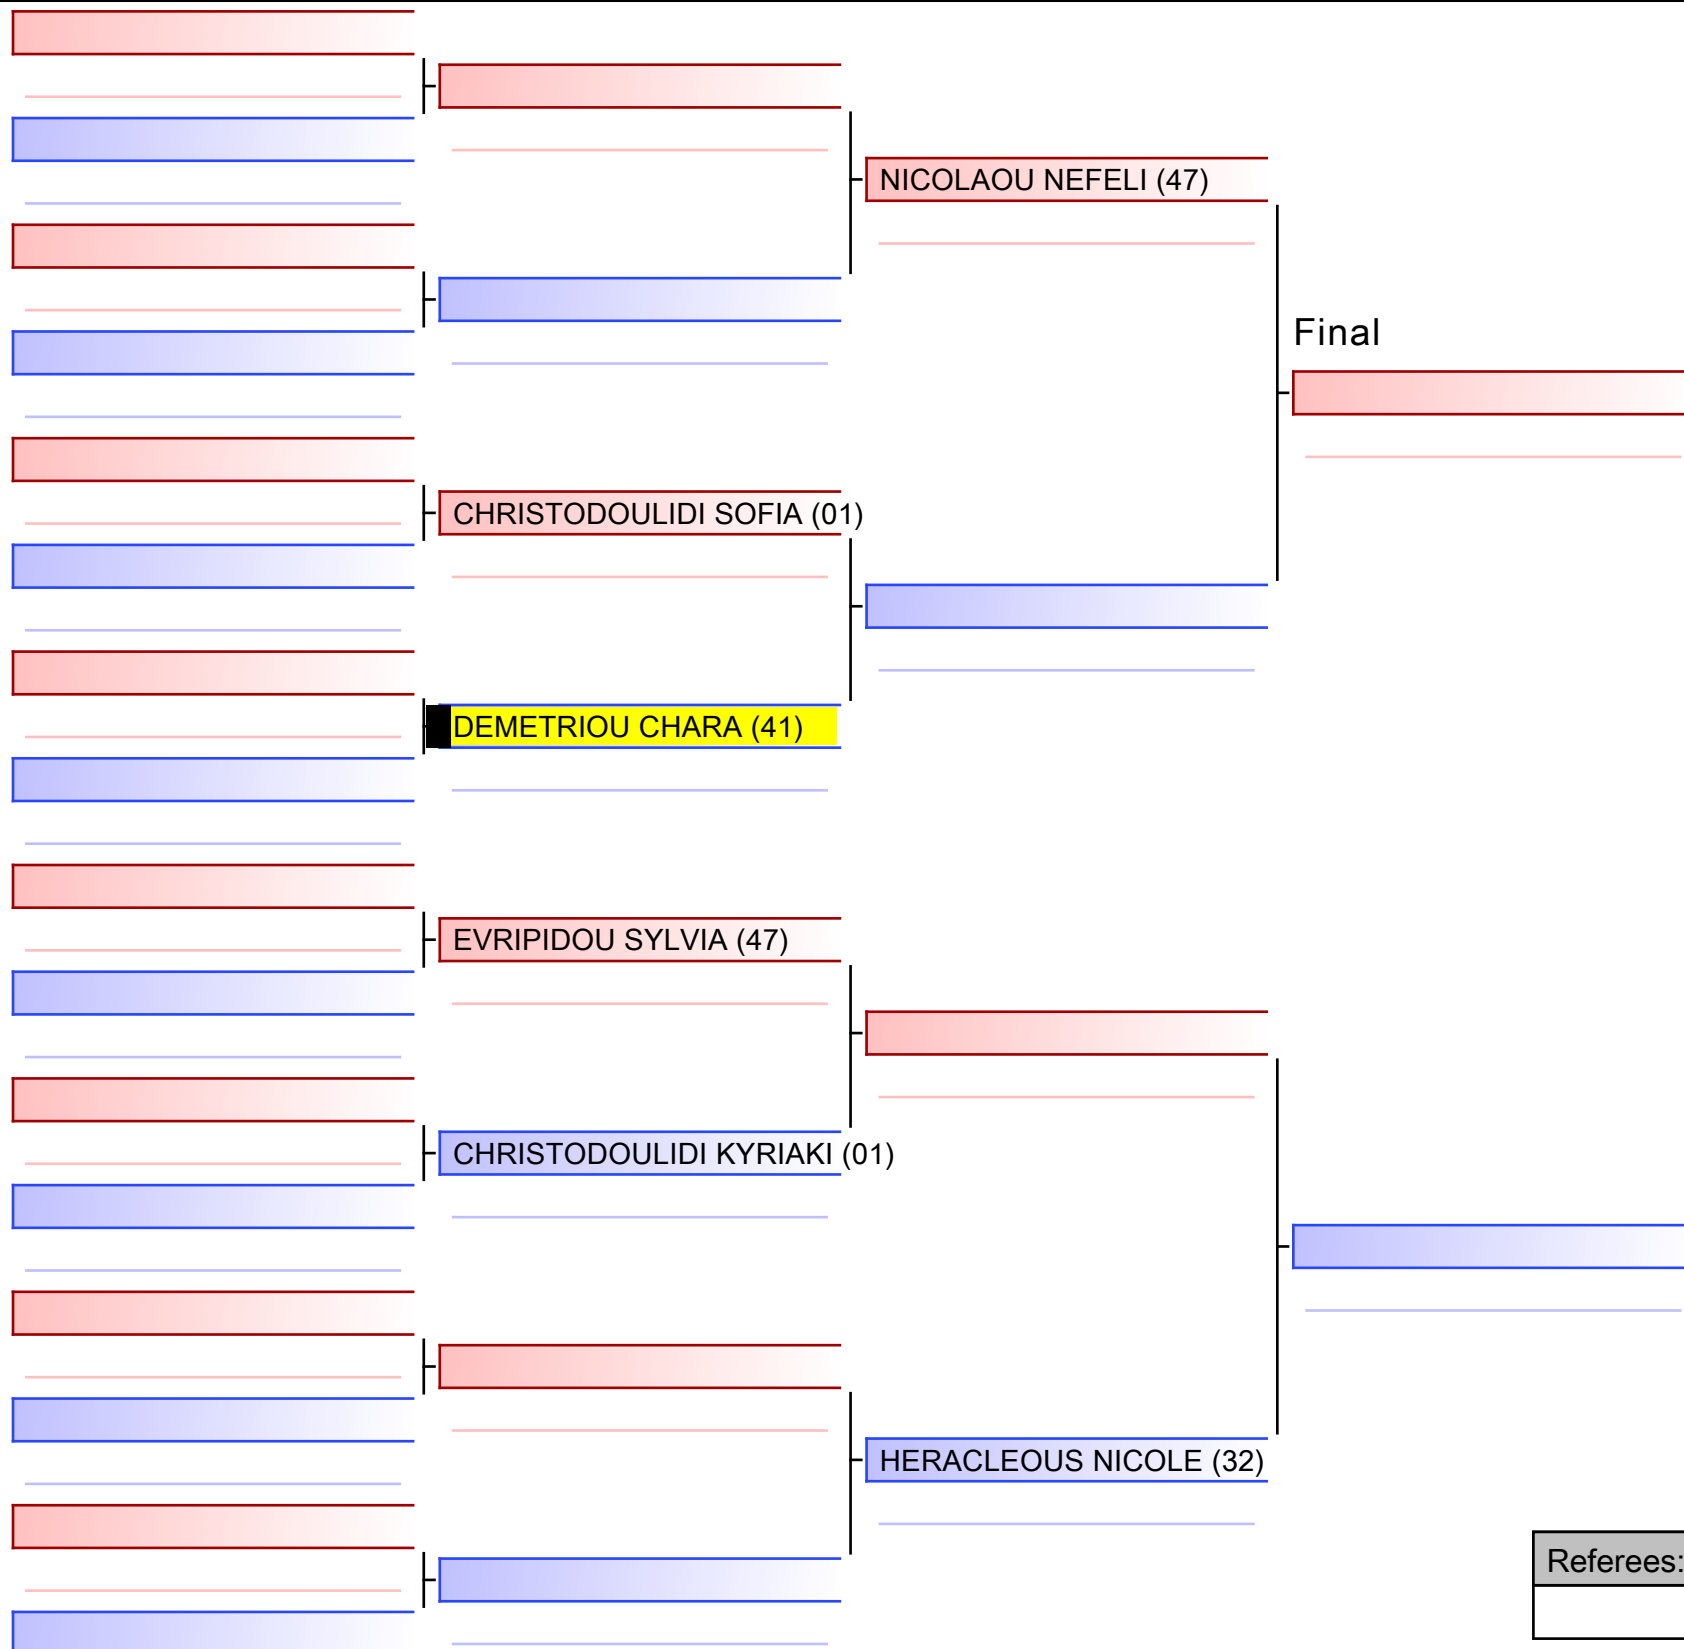 NICOLAOU NEFELI (47)
Final
CHRISTODOULIDI SOFIA (01)
DEMETRIOU CHARA (41)
EVRIPIDOU SYLVIA (47)
CHRISTODOULIDI KYRIAKI (01)
HERACLEOUS NICOLE (32)
Referees: